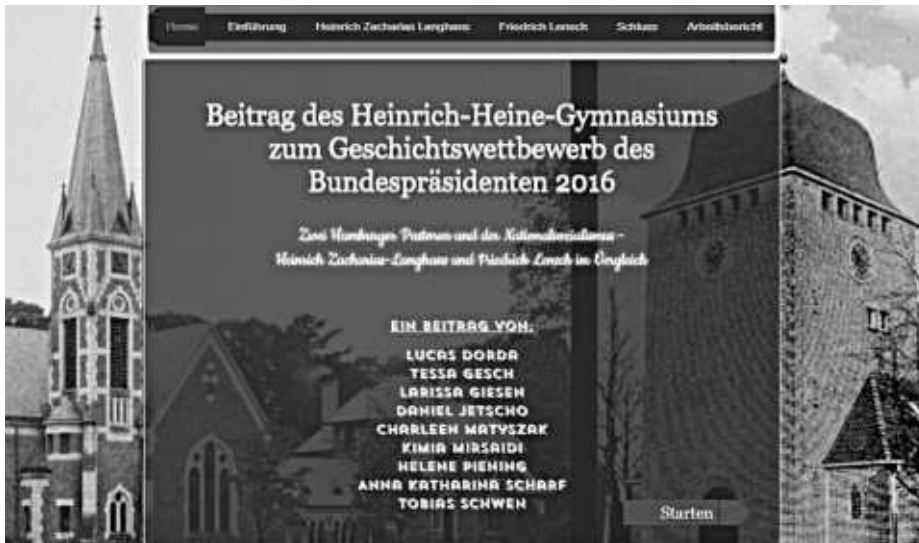 Home Einführung Heinrich Zacharias Langhans Friedrich Lensch Schluss Arbeitsbericht
Beitrag des Heinrich-Heine-Gymnasiums
zum Geschichtswettbewerb des
Bundespräsidenten 2016
Zwei Hamburger Pastoren und der Nationalsozialismus –
Heinrich Zacharias-Langhans und Friedrich Lensch im Vergleich
EIN BEITRAG VON:
LUCAS DORDA
TESSA GESCH
LARISSA GIESEN
DANIEL JETSCHO
CHARLEEN MATYSZAK
KIMIA MIRSAIDI
HELENE PIENING
ANNA KATHARINA SCHARF
TOBIAS SCHWEN
Starten